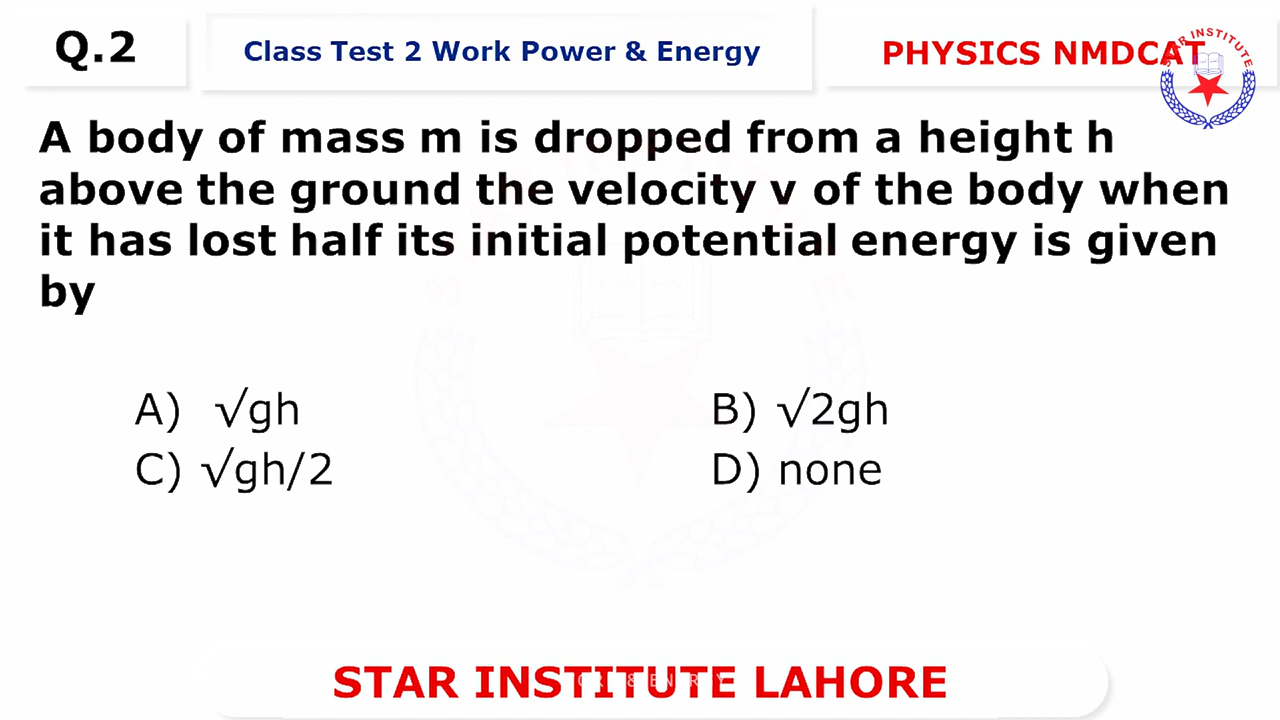 Q.2
Class Test 2 Work Power & Energy
PHYSICS NMDCAT
STAR INSTITUTE
A body of mass m is dropped from a height h
above the ground the velocity v of the body when
it has lost half its initial potential energy is given
by
A) √gh
B) √2gh
C) √gh/2
D) none
STAR INSTITUTE LAHORE